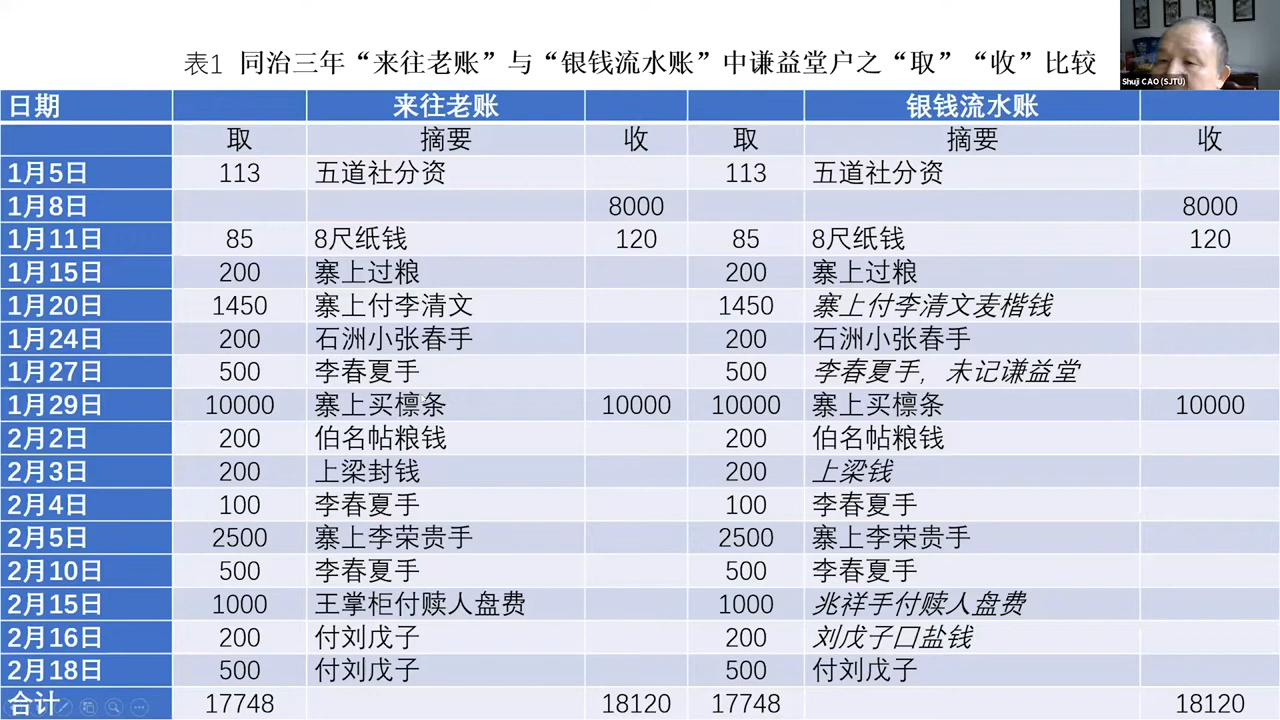 Shuji CAO (SJTU)
表1 同治三年“来往老账”与“银钱流水账”中谦益堂户之“取”“收”比较
日期 来往老账 银钱流水账
取 摘要 收 取 摘要 收
1月5日 113 五道社分资 113 五道社分资
1月8日 8000 8000
1月11日 85 8尺纸钱 120 85 8尺纸钱 120
1月15日 200 寨上过粮 200 寨上过粮
1月20日 1450 寨上付李清文 1450 寨上付李清文麦楷钱
1月24日 200 石洲小张春手 200 石洲小张春手
1月27日 500 李春夏手 500 李春夏手，未记谦益堂
1月29日 10000 寨上买檩条 10000 10000 寨上买檩条 10000
2月2日 200 伯名帖粮钱 200 伯名帖粮钱
2月3日 200 上梁封钱 200 上梁钱
2月4日 100 李春夏手 100 李春夏手
2月5日 2500 寨上李荣贵手 2500 寨上李荣贵手
2月10日 500 李春夏手 500 李春夏手
2月15日 1000 王掌柜付赎人盘费 1000 兆祥手付赎人盘费
2月16日 200 付刘戊子 200 刘戊子口盐钱
2月18日 500 付刘戊子 500 付刘戊子
合计 17748 18120 17748 18120